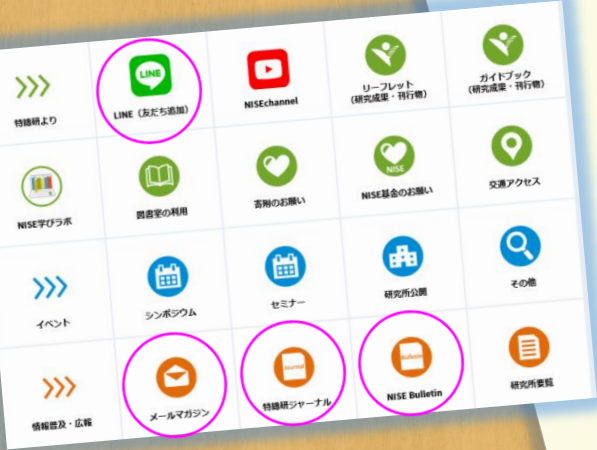 特総研より
LINE
LINE（友だち追加）
NISEchannel
リーフレット
（研究成果・刊行物）
ガイドブック
（研究成果・刊行物）
NISE学びラボ
図書室の利用
寄附のお願い
NISE
NISE基金のお願い
交通アクセス
イベント
シンポジウム
セミナー
研究所公開
その他
情報普及・広報
メールマガジン
Journal
特総研ジャーナル
Bulletin
NISE Bulletin
研究所要覧